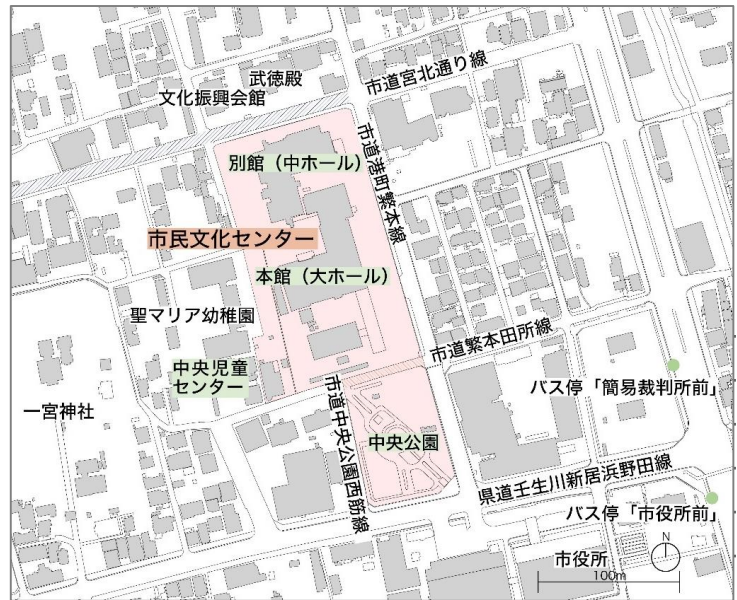 武徳殿
文化振興会館
市道宮北通り線
別館（中ホール）
市道港町繁本線
市民文化センター
本館（大ホール）
聖マリア幼稚園
市道繁本田所線
中央児童
センター
バス停「簡易裁判所前」
一宮神社
市道中央公園西筋線
中央公園
県道壬生川新居浜野田線
バス停「市役所前」
市役所
N
100m